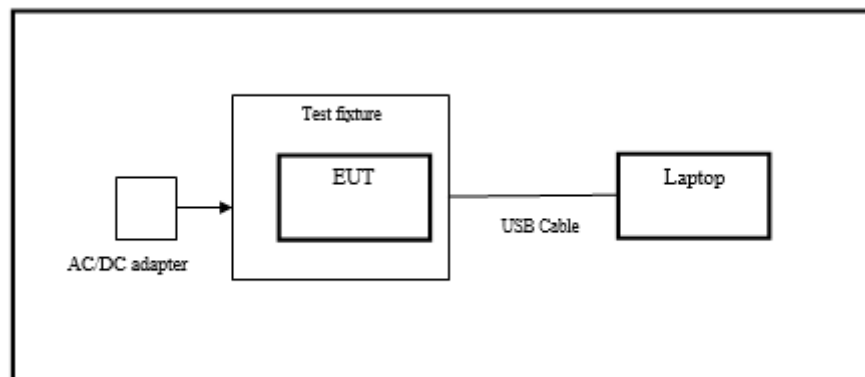 Test fixture
EUT
Laptop
USB Cable
AC/DC adapter